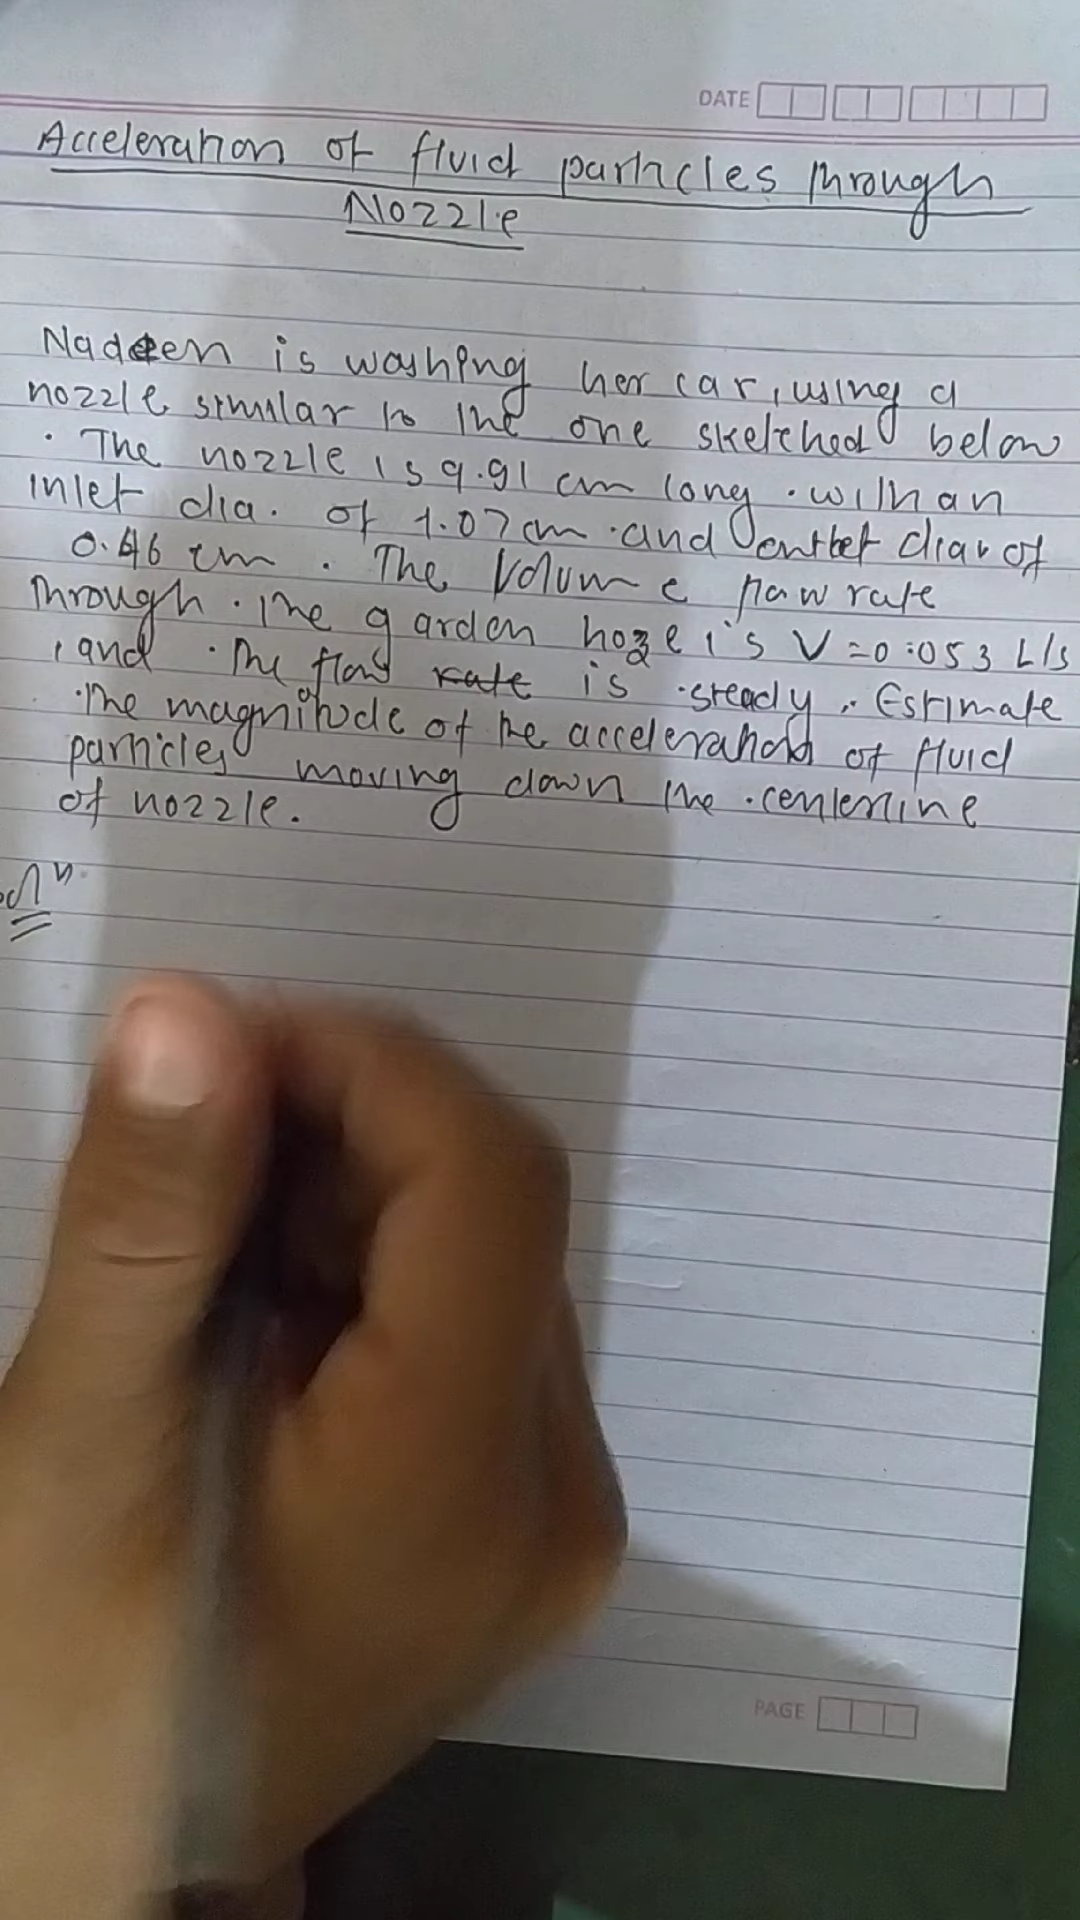 DATE
Acceleration of fluid particles through
Nozzle
Nadeen is washing her car, using a
nozzle similar to the one sketched below
. The nozzle is 9.91 cm long . with an
inlet dia. of 1.07 cm . and outlet diar of
0.46 cm . The Volume flow rate
through . the garden hoze is V = 0.053 L/s
, and . the flow rate is .steady . Estimate
.the magnitude of the acceleration of fluid
particles moving down the .centerline
of nozzle.
Soln.
PAGE